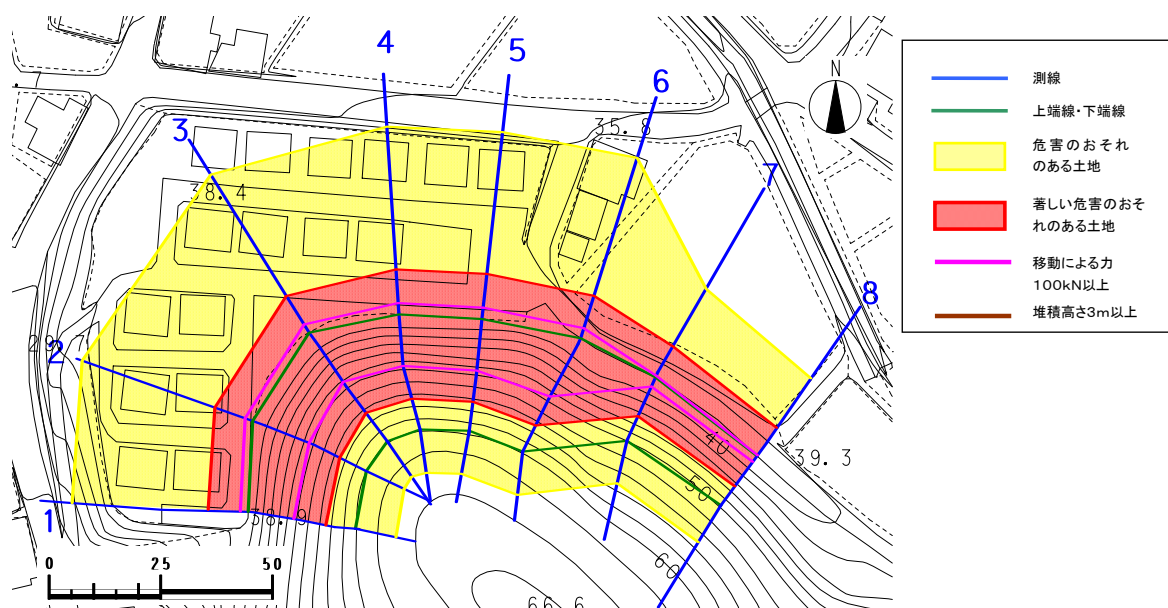 4
5
6
35.8
3
38.4
7
8
2
1
38.9
40
39.3
50
60
66.6
0 25 50
N
測線
上端線・下端線
危害のおそれ
のある土地
著しい危害のおそ
れのある土地
移動による力
100kN以上
堆積高さ3m以上